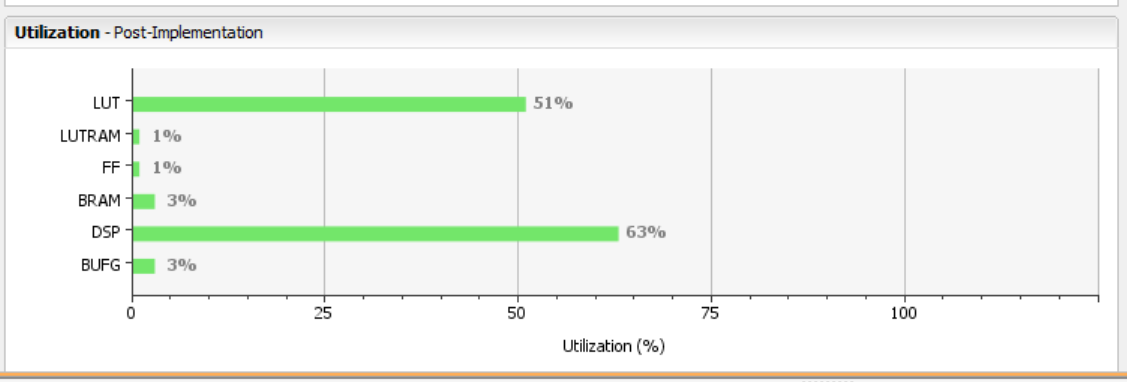 Utilization - Post-Implementation
LUT 51%
LUTRAM 1%
FF 1%
BRAM 3%
DSP 63%
BUFG 3%
0 25 50 75 100
Utilization (%)